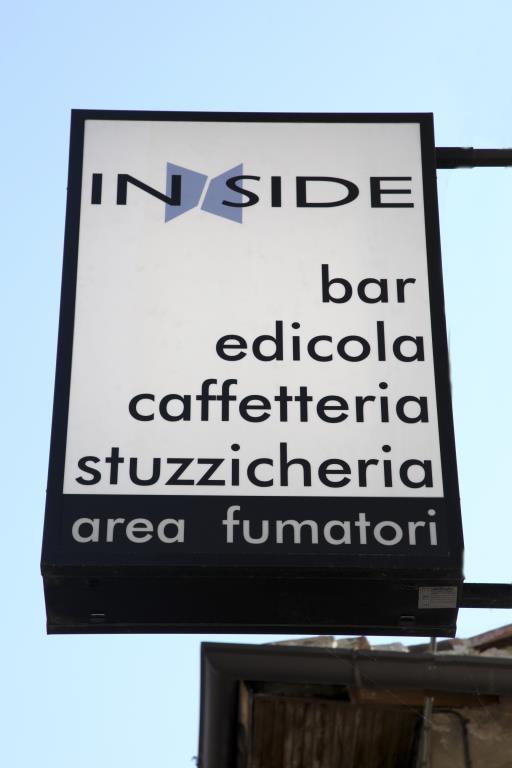 INSIDE
bar
edicola
caffetteria
stuzzicheria
area fumatori